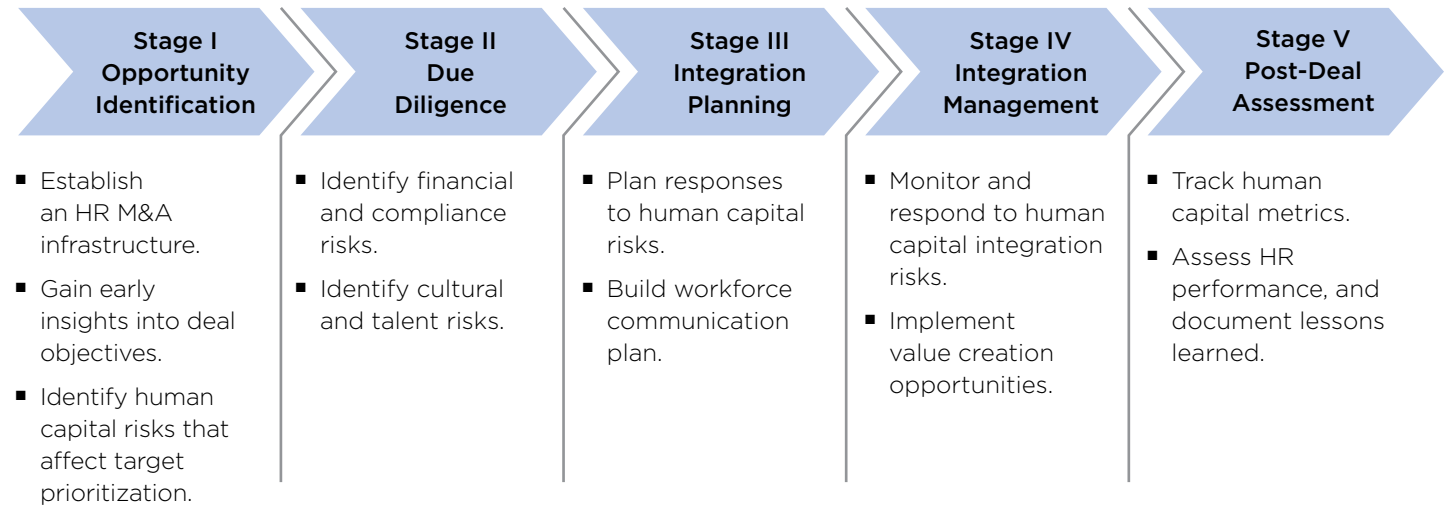 Stage I
Opportunity
Identification
Stage II
Due
Diligence
Stage III
Integration
Planning
Stage IV
Integration
Management
Stage V
Post-Deal
Assessment
▪ Establish
an HR M&A
infrastructure.
▪ Gain early
insights into deal
objectives.
▪ Identify human
capital risks that
affect target
prioritization.
▪ Identify financial
and compliance
risks.
▪ Identify cultural
and talent risks.
▪ Plan responses
to human capital
risks.
▪ Build workforce
communication
plan.
▪ Monitor and
respond to human
capital integration
risks.
▪ Implement
value creation
opportunities.
▪ Track human
capital metrics.
▪ Assess HR
performance, and
document lessons
learned.